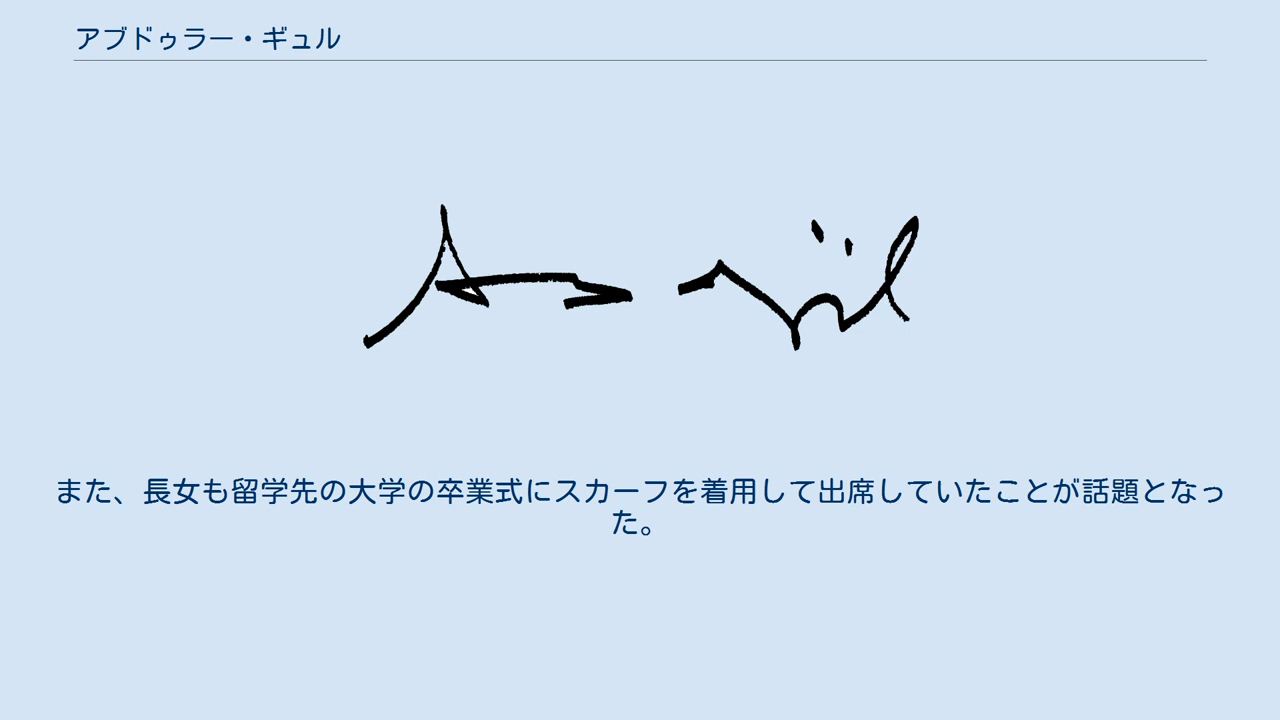 アブドゥラー・ギュル
また、長女も留学先の大学の卒業式にスカーフを着用して出席していたことが話題となっ
た。